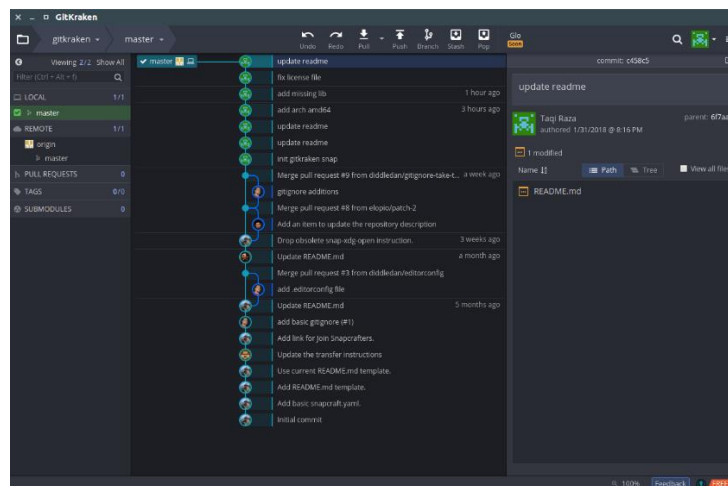 GitKraken
gitkraken
master
Undo
Redo
Pull
Push
Branch
Stash
Pop
Glo
Viewing 2/2 Show All
Filter (Ctrl + Alt + f)
LOCAL 1/1
master
REMOTE 1/1
origin
master
PULL REQUESTS 0
TAGS 0/0
SUBMODULES 0
master
update readme
fix license file
add missing lib 1 hour ago
add arch amd64 3 hours ago
update readme
update readme
init gitkraken snap
Merge pull request #9 from diddledan/gitignore-take-t... a week ago
gitignore additions
Merge pull request #8 from elopio/patch-2
Add an item to update the repository description
Drop obsolete snap-xdg-open instruction. 3 weeks ago
Update README.md a month ago
Merge pull request #3 from diddledan/editorconfig
add .editorconfig file
Update README.md 5 months ago
add basic gitignore (#1)
Add link for Join Snapcrafters.
Update the transfer instructions
Use current README.md template.
Add README.md template.
Add basic snapcraft.yaml.
Initial commit
commit: c458c5
update readme
Taqi Raza
authored 1/31/2018 @ 8:16 PM
parent: 6f7aa
1 modified
Name
Path
Tree
View all files
README.md
100%
Feedback
FREE